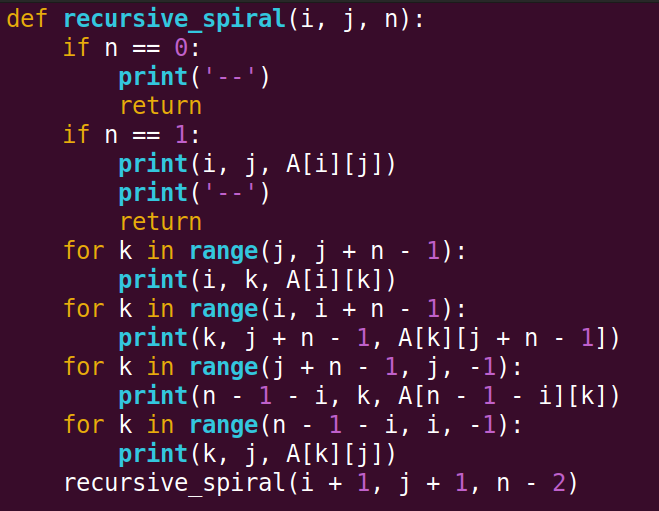 def recursive_spiral(i, j, n):
    if n == 0:
        print('--')
        return
    if n == 1:
        print(i, j, A[i][j])
        print('--')
        return
    for k in range(j, j + n - 1):
        print(i, k, A[i][k])
    for k in range(i, i + n - 1):
        print(k, j + n - 1, A[k][j + n - 1])
    for k in range(j + n - 1, j, -1):
        print(n - 1 - i, k, A[n - 1 - i][k])
    for k in range(n - 1 - i, i, -1):
        print(k, j, A[k][j])
    recursive_spiral(i + 1, j + 1, n - 2)